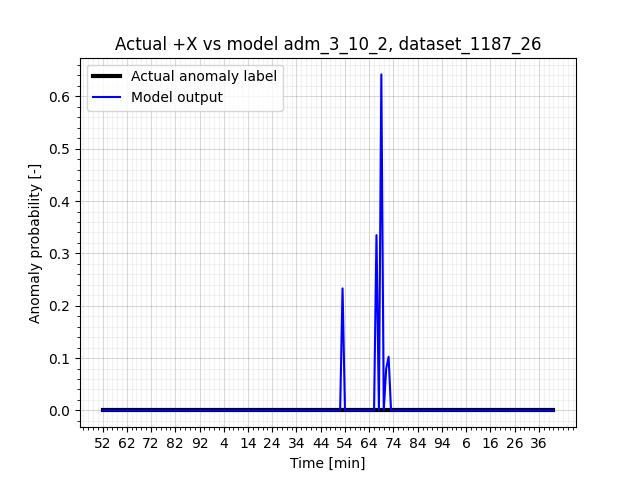 Actual +X vs model adm_3_10_2, dataset_1187_26
Actual anomaly label
Model output
Anomaly probability [-]
0.6
0.5
0.4
0.3
0.2
0.1
0.0
52 62 72 82 92 4 14 24 34 44 54 64 74 84 94 6 16 26 36
Time [min]